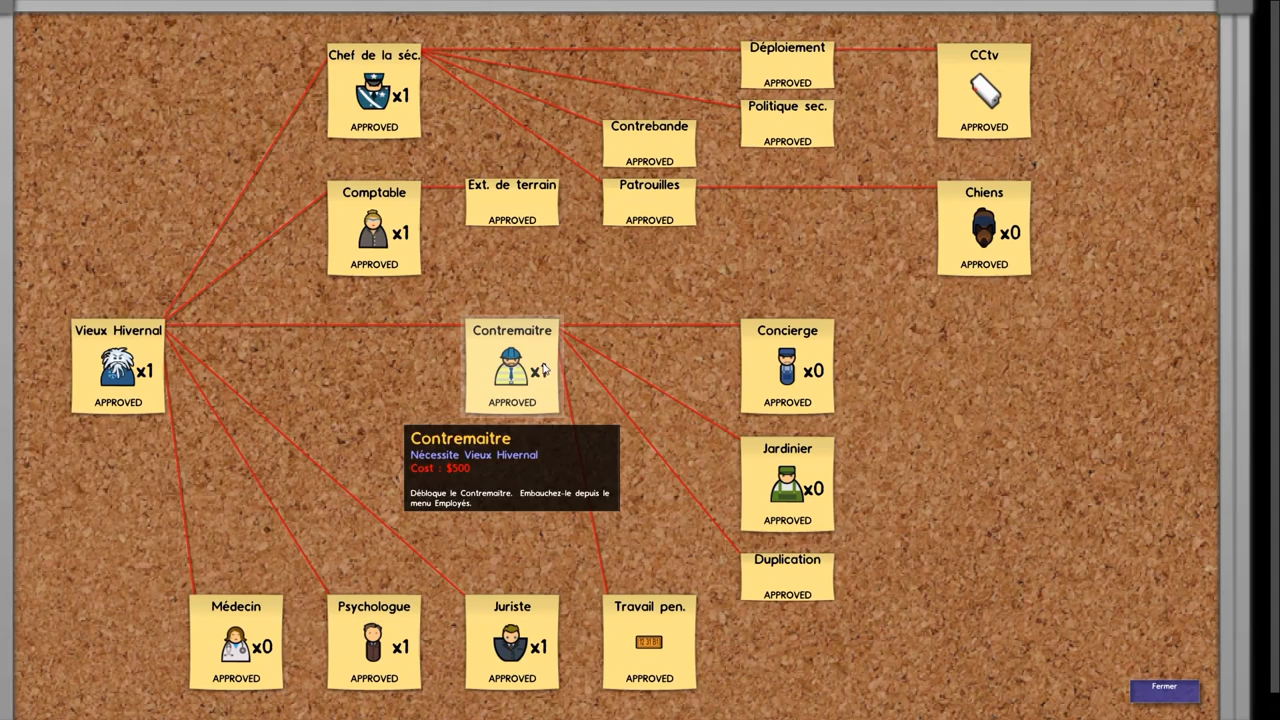 Chef de la séc.
x1
APPROVED
Déploiement
APPROVED
CCtv
APPROVED
Politique sec.
APPROVED
Contrebande
APPROVED
Comptable
x1
APPROVED
Ext. de terrain
APPROVED
Patrouilles
APPROVED
Chiens
x0
APPROVED
Vieux Hivernal
x1
APPROVED
Contremaitre
APPROVED
Concierge
x0
APPROVED
Contremaitre
Nécessite Vieux Hivernal
Cost : $500
Débloque le Contremaitre. Embauchez-le depuis le
menu Employés.
Jardinier
x0
APPROVED
Duplication
APPROVED
Médecin
x0
APPROVED
Psychologue
x1
APPROVED
Juriste
x1
APPROVED
Travail pen.
APPROVED
Fermer